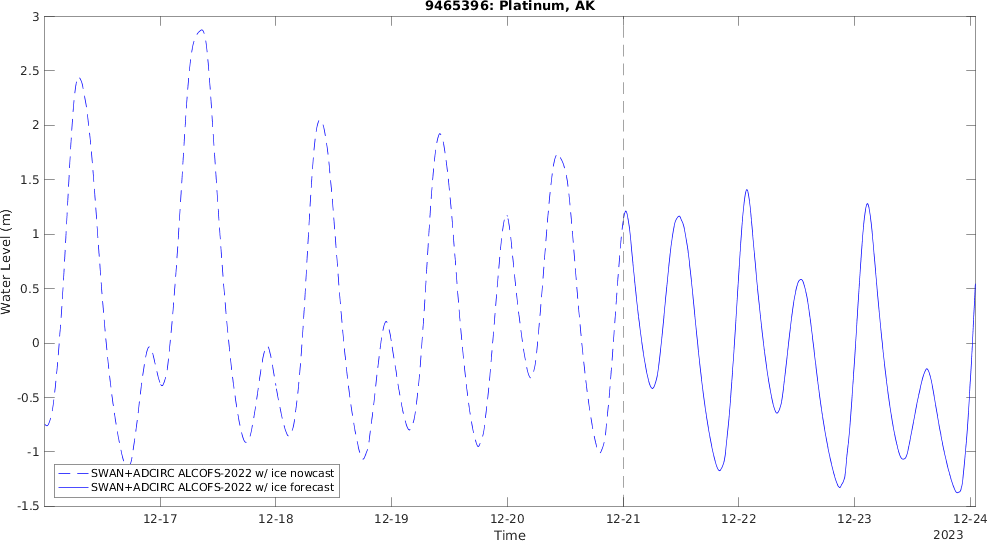 9465396: Platinum, AK
3
2.5
2
1.5
1
0.5
0
-0.5
-1
-1.5
Water Level (m)
SWAN+ADCIRC ALCOFS-2022 w/ ice nowcast
SWAN+ADCIRC ALCOFS-2022 w/ ice forecast
12-17 12-18 12-19 12-20 12-21 12-22 12-23 12-24
Time
2023